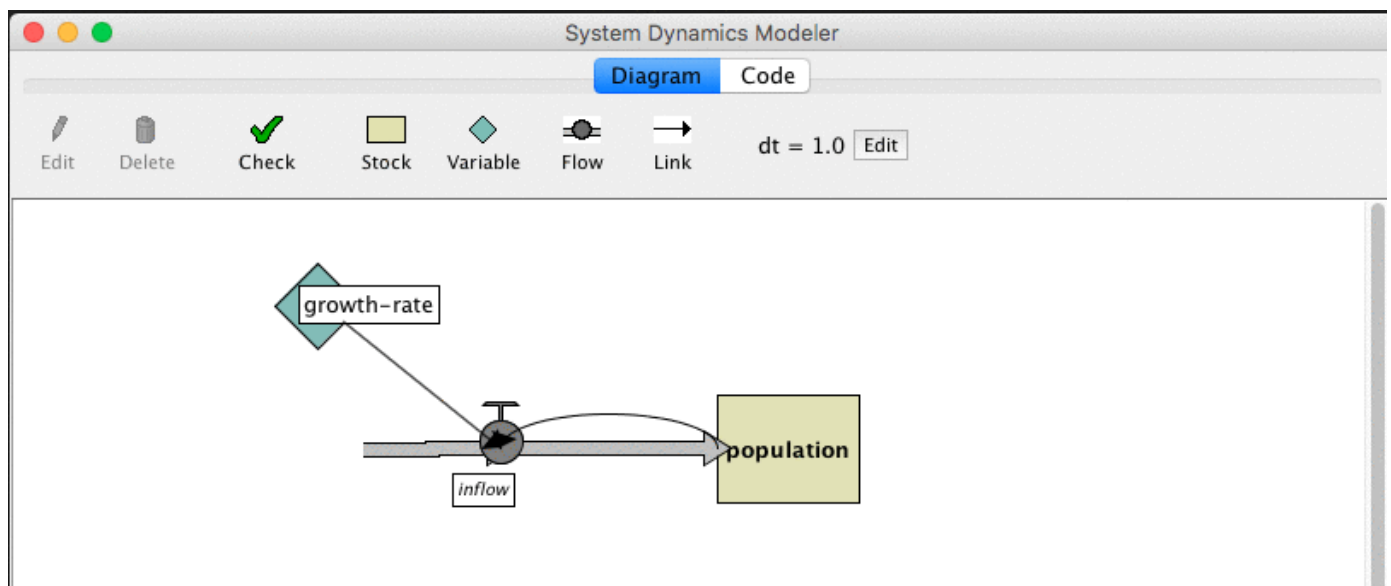 System Dynamics Modeler
Diagram Code
Edit Delete Check Stock Variable Flow Link dt = 1.0 Edit
growth-rate
population
inflow